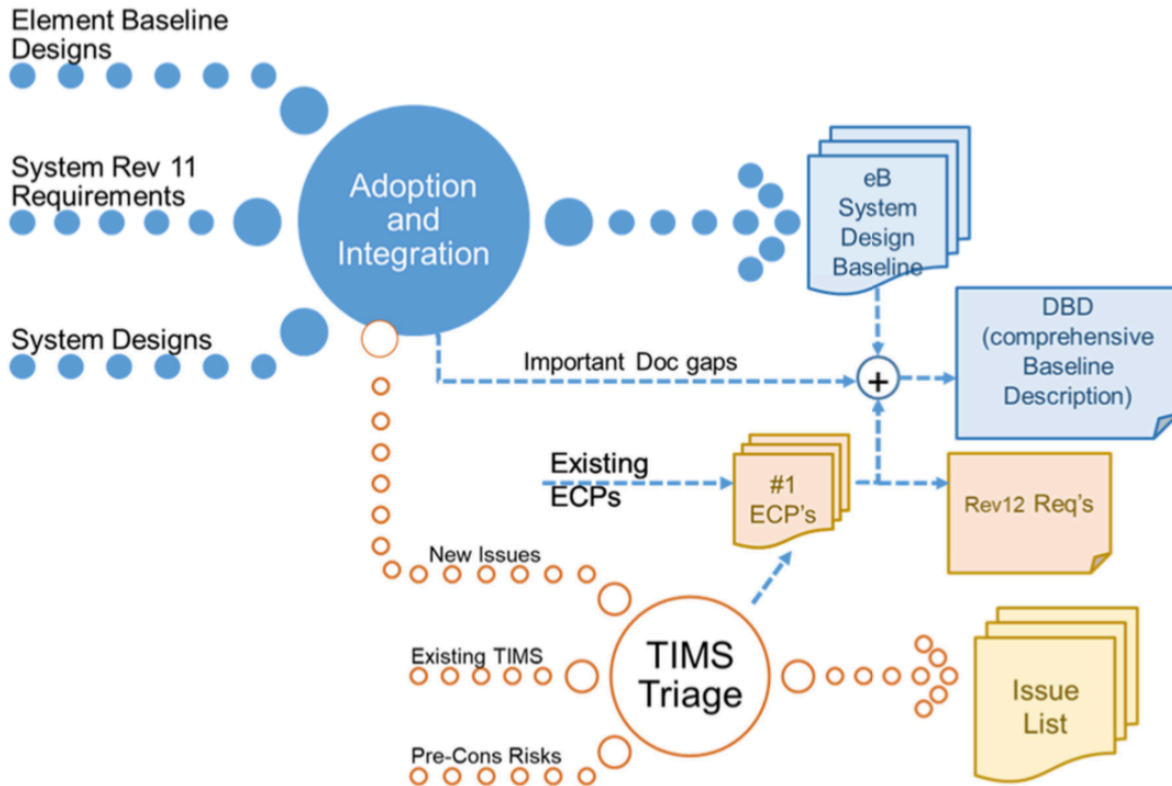 Element Baseline
Designs
System Rev 11
Requirements
System Designs
Adoption
and
Integration
eB
System
Design
Baseline
Important Doc gaps
+
DBD
(comprehensive
Baseline
Description)
Existing
ECPs
#1
ECP's
Rev12 Req's
New Issues
Existing TIMS
Pre-Cons Risks
TIMS
Triage
Issue
List